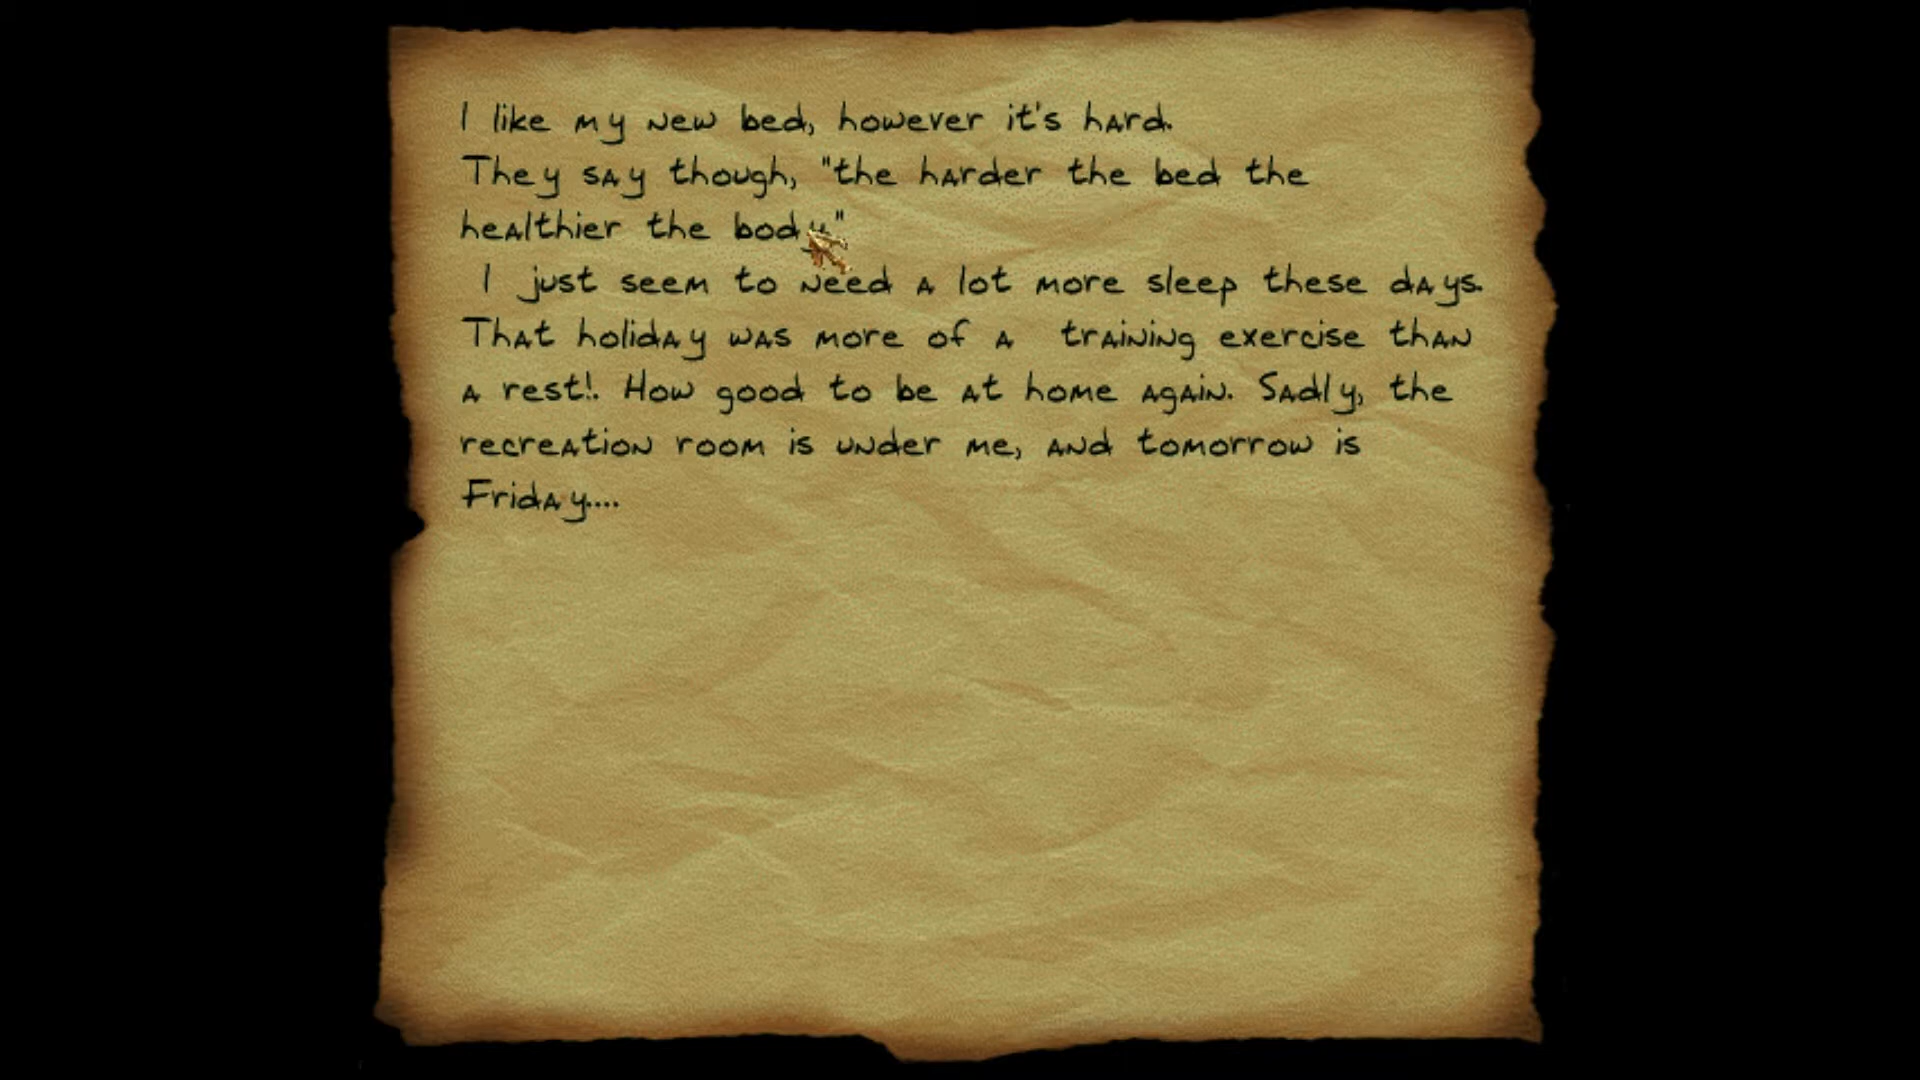 I like my new bed, however it's hard.
They say though, "the harder the bed the
healthier the body."
I just seem to need a lot more sleep these days.
That holiday was more of a training exercise than
a rest!. How good to be at home again. Sadly, the
recreation room is under me, and tomorrow is
Friday....